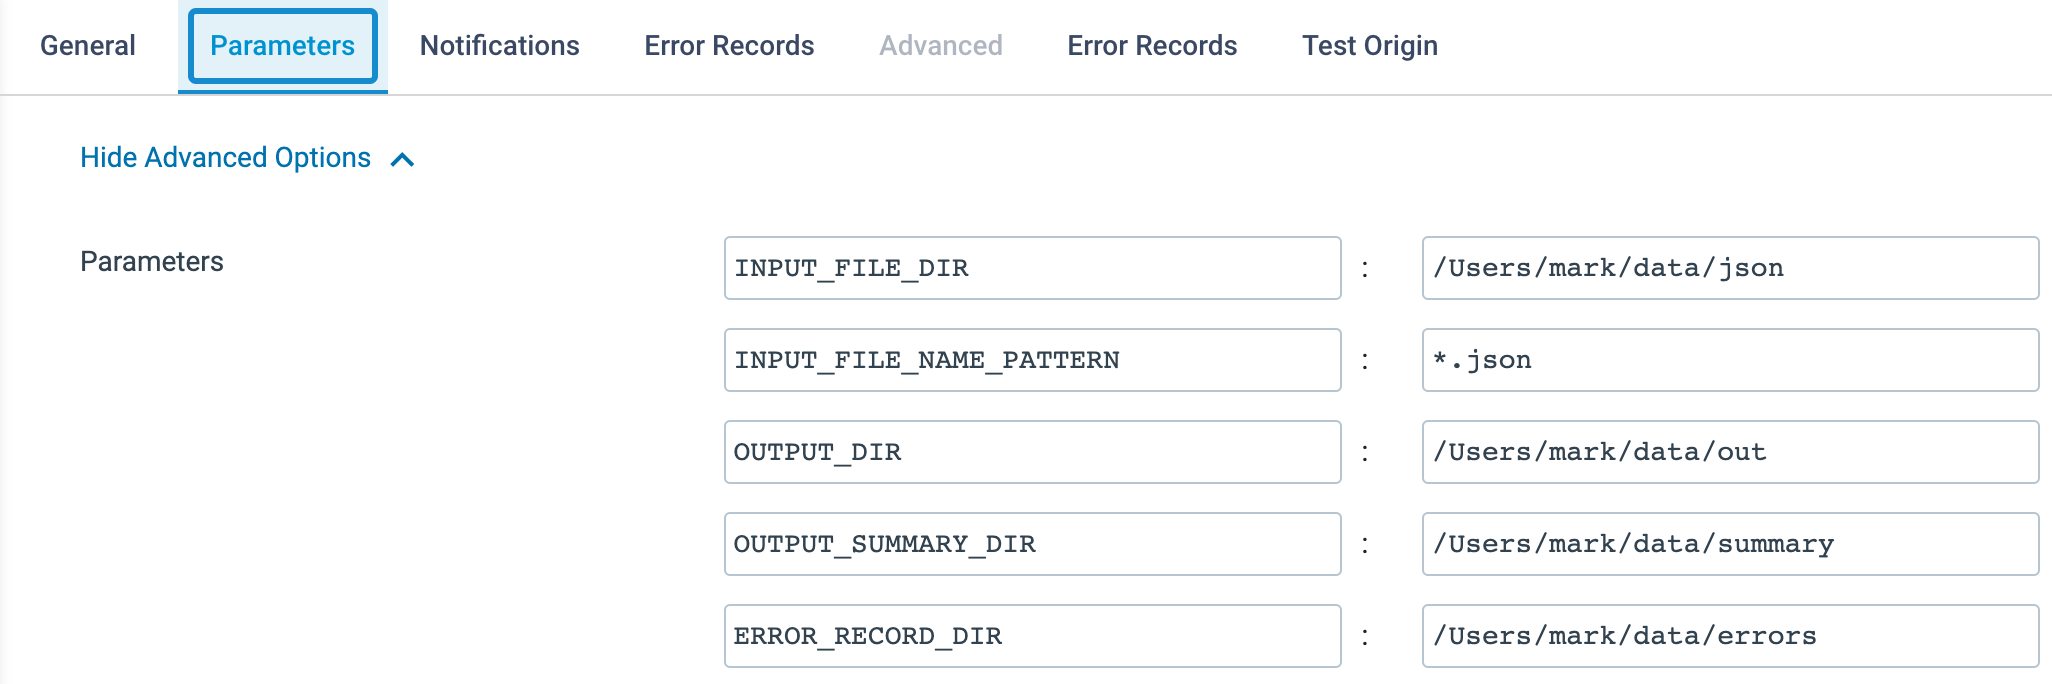 General Parameters Notifications Error Records Advanced Error Records Test Origin
Hide Advanced Options
Parameters INPUT_FILE_DIR : /Users/mark/data/json
INPUT_FILE_NAME_PATTERN : *.json
OUTPUT_DIR : /Users/mark/data/out
OUTPUT_SUMMARY_DIR : /Users/mark/data/summary
ERROR_RECORD_DIR : /Users/mark/data/errors